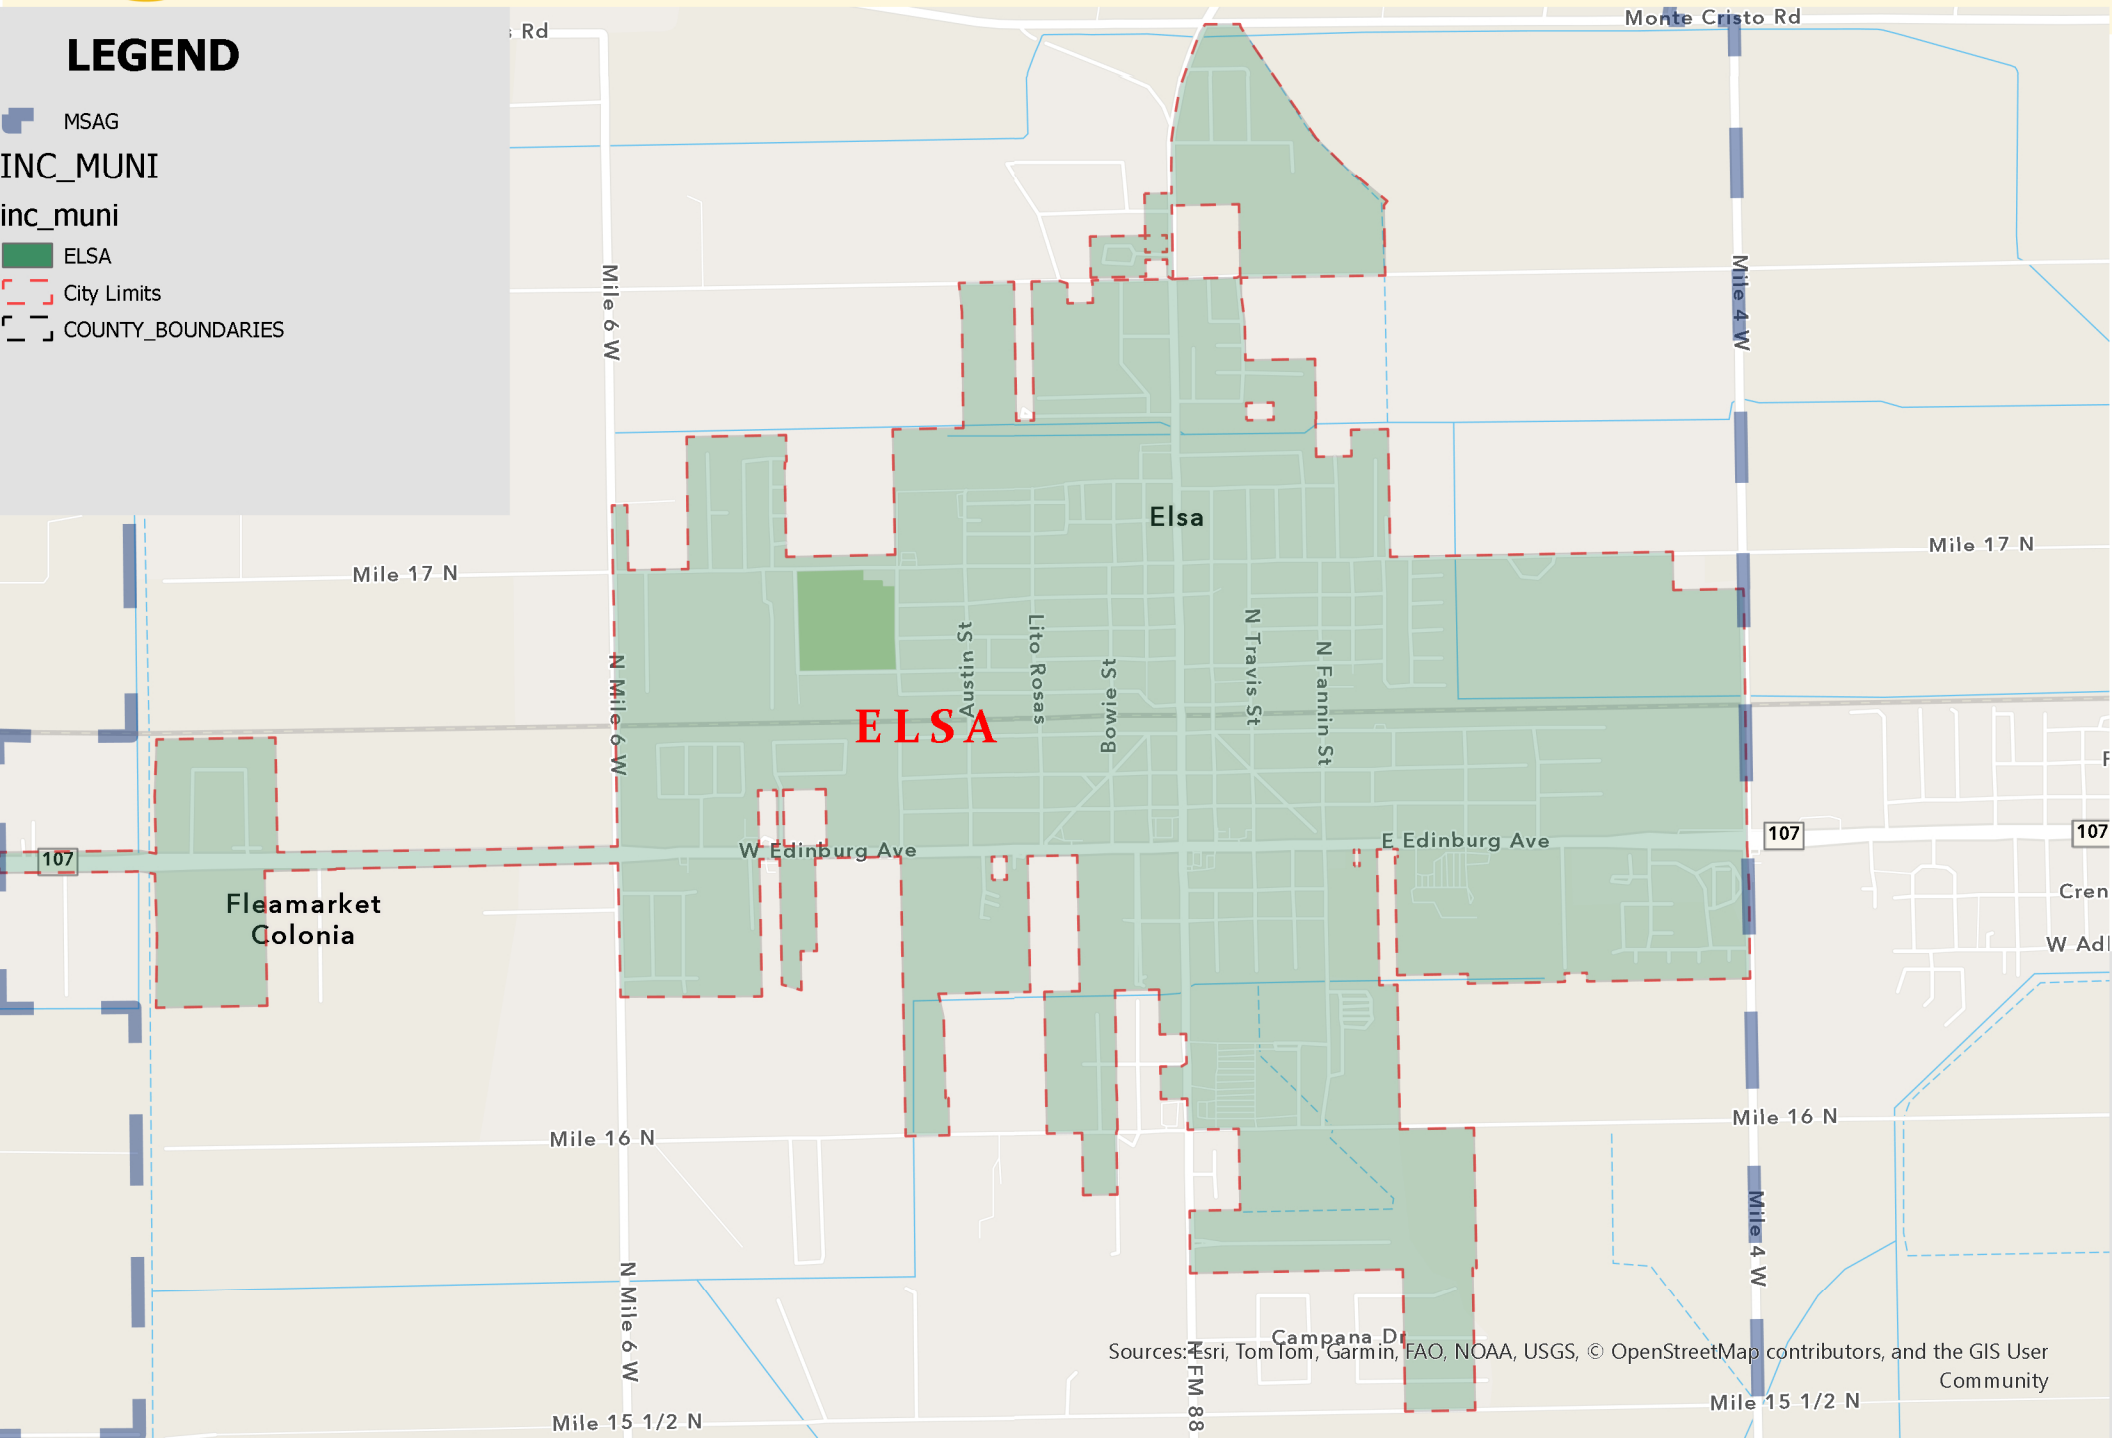 Monte Cristo Rd
Rd
LEGEND
MSAG
INC_MUNI
inc_muni
ELSA
City Limits
COUNTY_BOUNDARIES
Mile 6 W
Mile 4 W
Elsa
Mile 17 N
Mile 17 N
N Mile 6 W
Austin St
Lito Rosas
Bowie St
N Travis St
N Fannin St
ELSA
107
W Edinburg Ave
E Edinburg Ave
107
107
Fleamarket
Colonia
Cren
W Adl
Mile 16 N
Mile 16 N
Mile 4 W
N Mile 6 W
N FM 88
Campana Dr
Sources: Esri, TomTom, Garmin, FAO, NOAA, USGS, © OpenStreetMap contributors, and the GIS User
Community
Mile 15 1/2 N
Mile 15 1/2 N